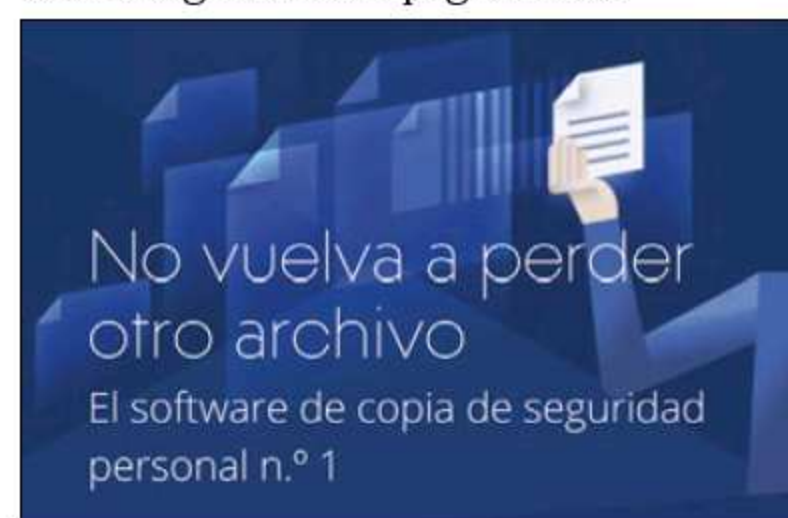 No vuelva a perder
otro archivo
El software de copia de seguridad
personal n.º 1